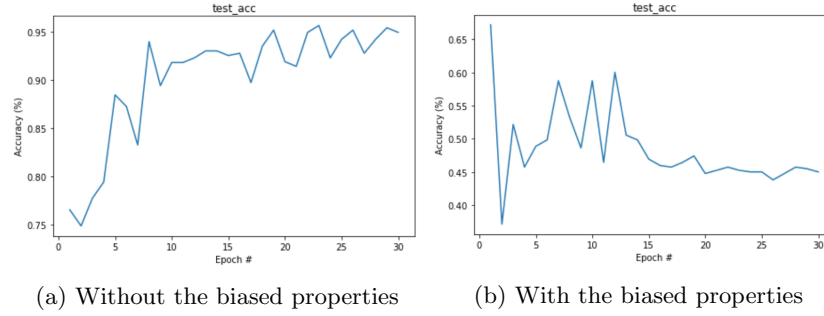 test_acc
0.95
0.90
0.85
0.80
0.75
Accuracy (%)
0 5 10 15 20 25 30
Epoch #
(a) Without the biased properties
test_acc
0.65
0.60
0.55
0.50
0.45
0.40
Accuracy (%)
0 5 10 15 20 25 30
Epoch #
(b) With the biased properties